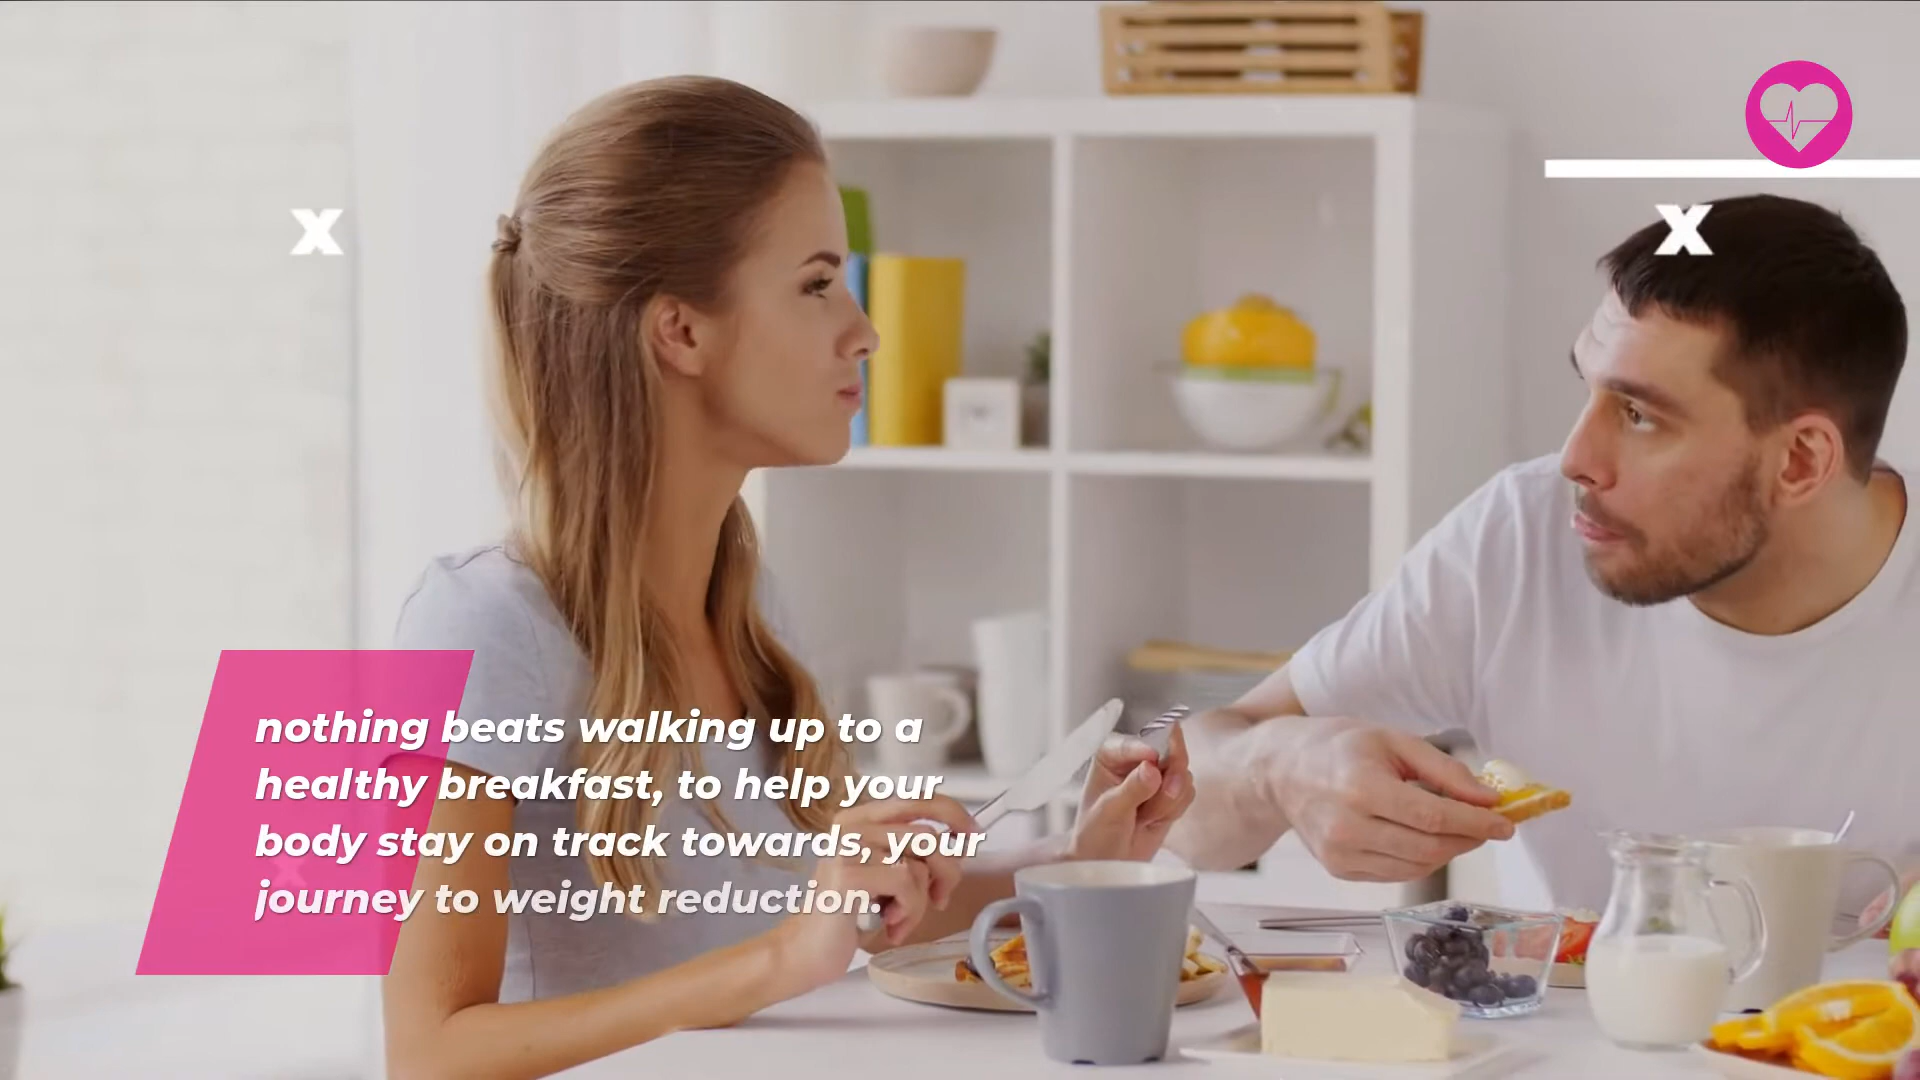 nothing beats walking up to a
healthy breakfast, to help your
body stay on track towards, your
journey to weight reduction.